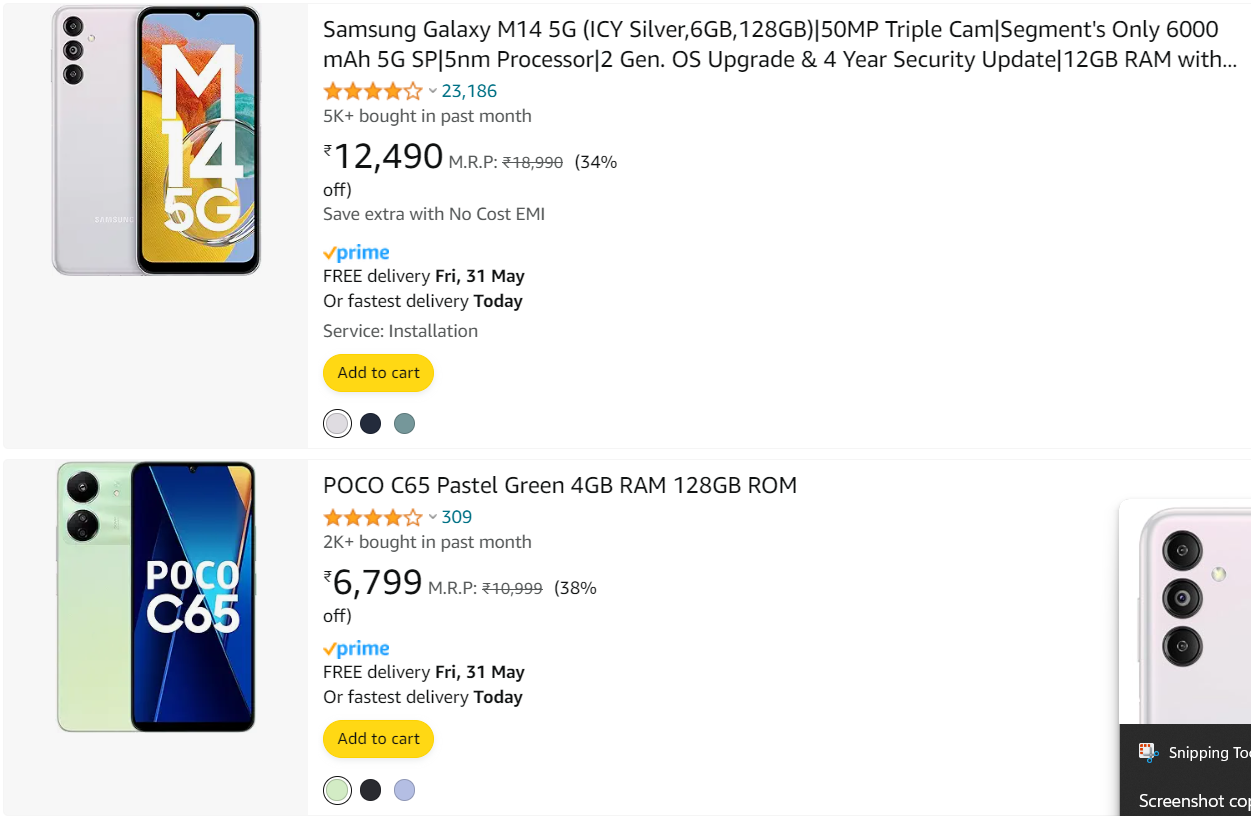 M
14
5G
SAMSUNG
Samsung Galaxy M14 5G (ICY Silver,6GB,128GB)|50MP Triple Cam|Segment's Only 6000
mAh 5G SP|5nm Processor|2 Gen. OS Upgrade & 4 Year Security Update|12GB RAM with...
23,186
5K+ bought in past month
₹12,490 M.R.P: ₹18,990 (34%
off)
Save extra with No Cost EMI
prime
FREE delivery Fri, 31 May
Or fastest delivery Today
Service: Installation
Add to cart
POCO
C65
POCO C65 Pastel Green 4GB RAM 128GB ROM
309
2K+ bought in past month
₹6,799 M.R.P: ₹10,999 (38%
off)
prime
FREE delivery Fri, 31 May
Or fastest delivery Today
Add to cart
Snipping Too
Screenshot cop